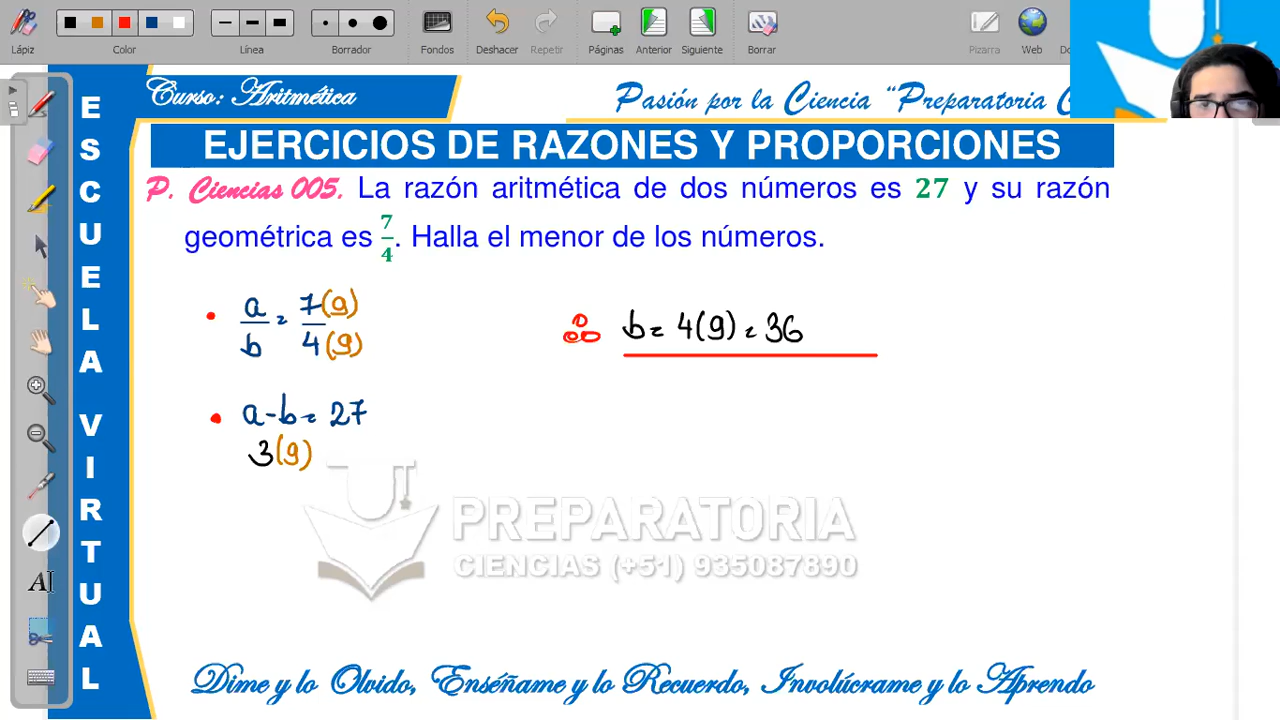 Lápiz
Color
Línea
Borrador
Fondos
Deshacer
Repetir
Páginas
Anterior
Siguiente
Borrar
Pizarra
Web
ESCUELA VIRTUAL
Curso: Aritmética
Pasión por la Ciencia "Preparatoria C
EJERCICIOS DE RAZONES Y PROPORCIONES
P. Ciencias 005. La razón aritmética de dos números es 27 y su razón
geométrica es 7/4. Halla el menor de los números.
a/b = 7(9)/4(9)
∴ b = 4(9) = 36
a-b = 27
3(9)
PREPARATORIA
CIENCIAS (+51) 935087890
Dime y lo Olvido, Enséñame y lo Recuerdo, Involúcrame y lo Aprendo